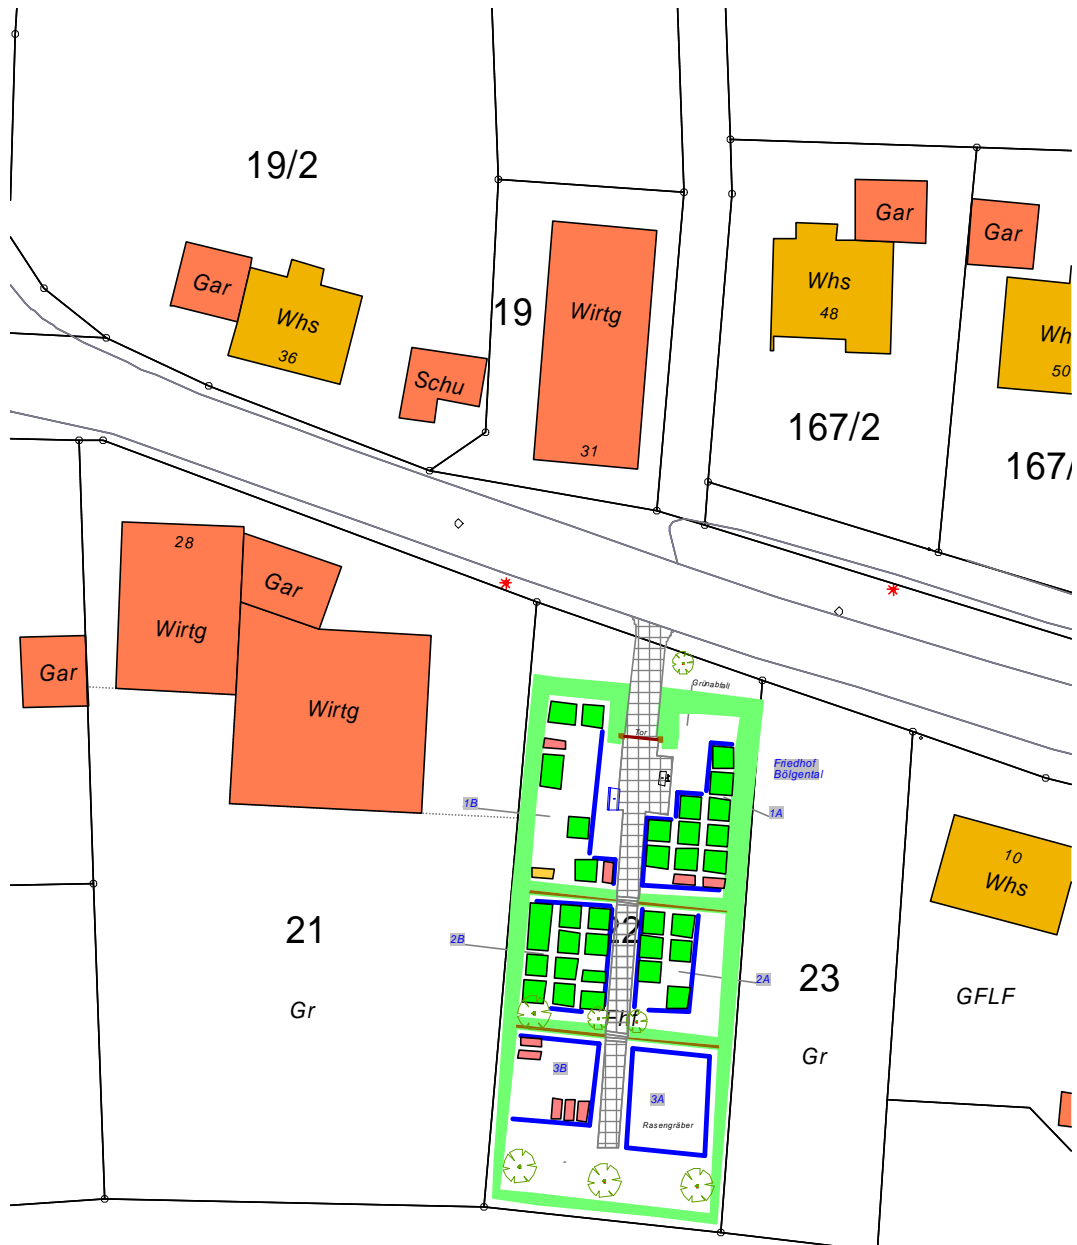 19/2
Gar
Gar
Gar
Whs
48
Wirtg
19
Whs
36
Wh
50
Schu
167/2
31
167/
28
Gar
Wirtg
Gar
Wirtg
Grünabfall
Tor
Friedhof
Bölgental
1B
1A
10
Whs
21
22
2B
2A
23
Gr
GFLF
Fhf
Gr
3B
3A
Rasengräber